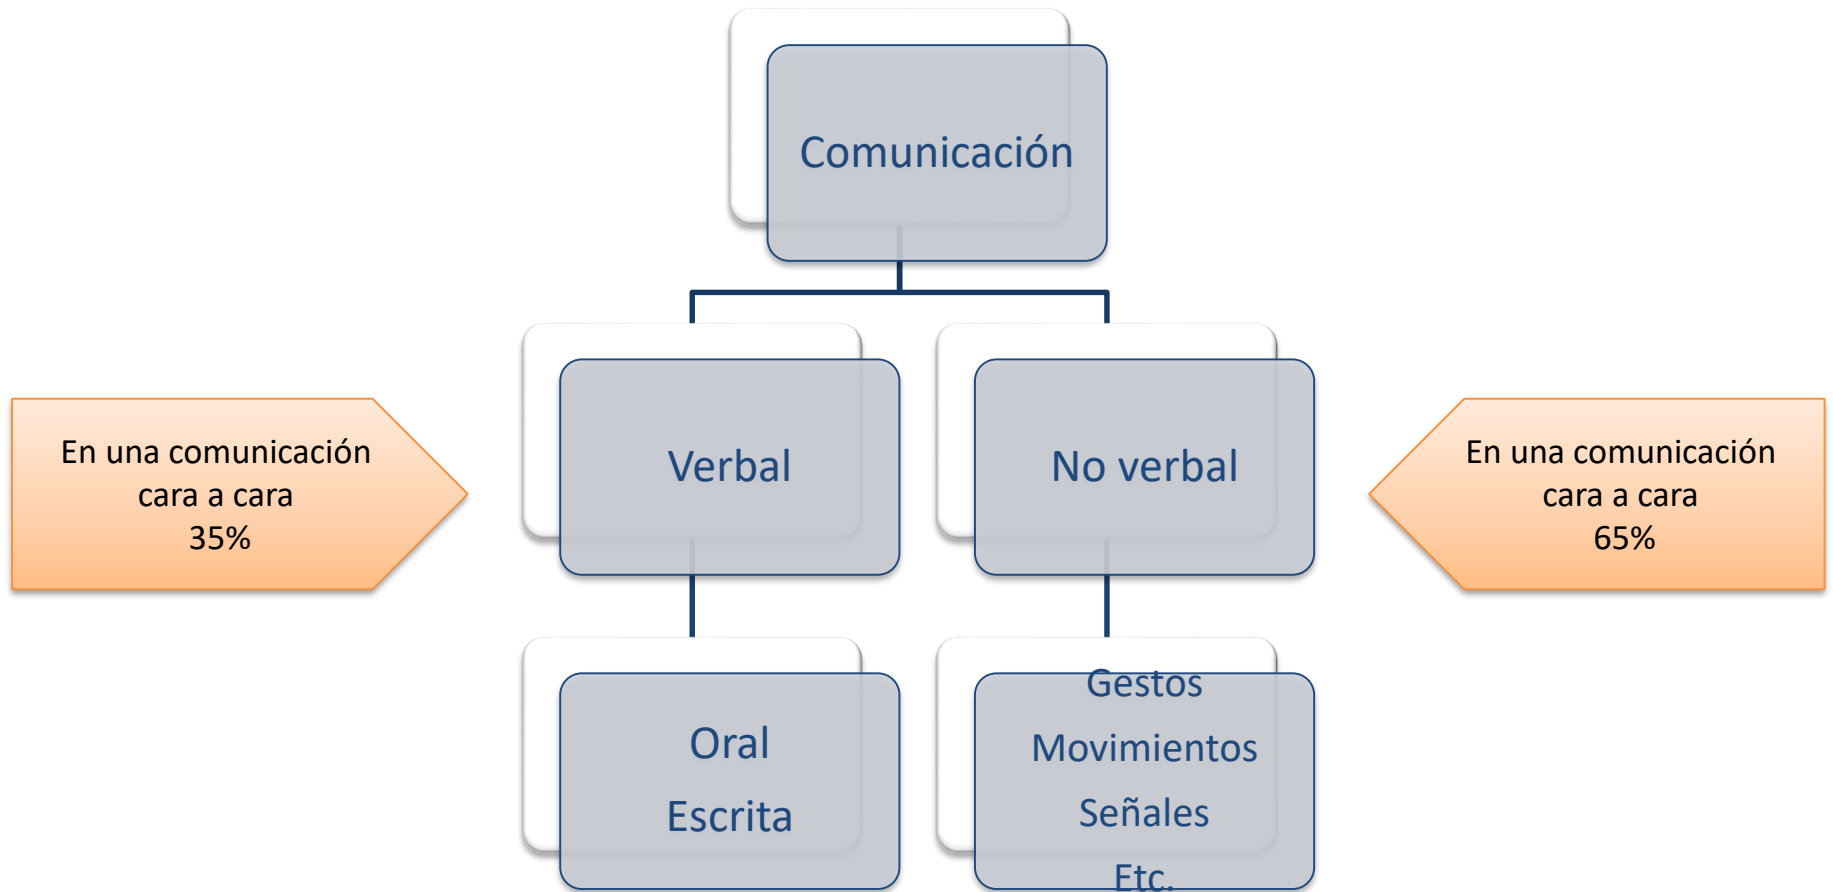 Comunicación
En una comunicación
cara a cara
35%
Verbal
No verbal
En una comunicación
cara a cara
65%
Oral
Escrita
Gestos
Movimientos
Señales
Etc.